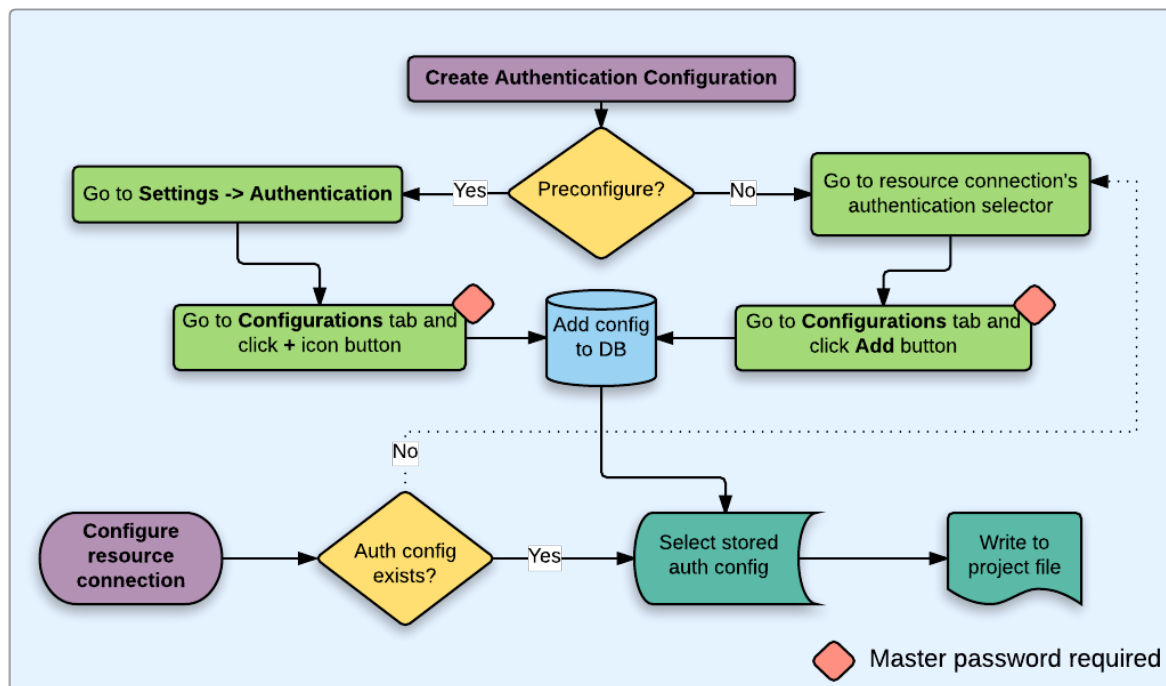 Create Authentication Configuration
Preconfigure?
Yes
No
Go to Settings -> Authentication
Go to resource connection's
authentication selector
Go to Configurations tab and
click + icon button
Add config
to DB
Go to Configurations tab and
click Add button
No
Configure
resource
connection
Auth config
exists?
Yes
Select stored
auth config
Write to
project file
Master password required